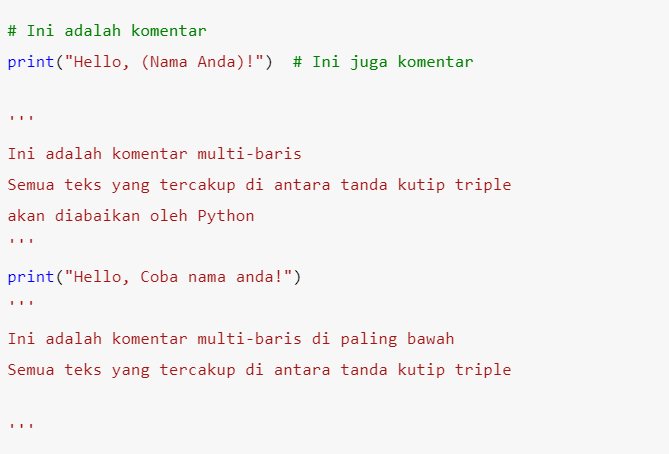 # Ini adalah komentar
print("Hello, (Nama Anda)!")  # Ini juga komentar
'''
Ini adalah komentar multi-baris
Semua teks yang tercakup di antara tanda kutip triple
akan diabaikan oleh Python
'''
print("Hello, Coba nama anda!")
'''
Ini adalah komentar multi-baris di paling bawah
Semua teks yang tercakup di antara tanda kutip triple
'''